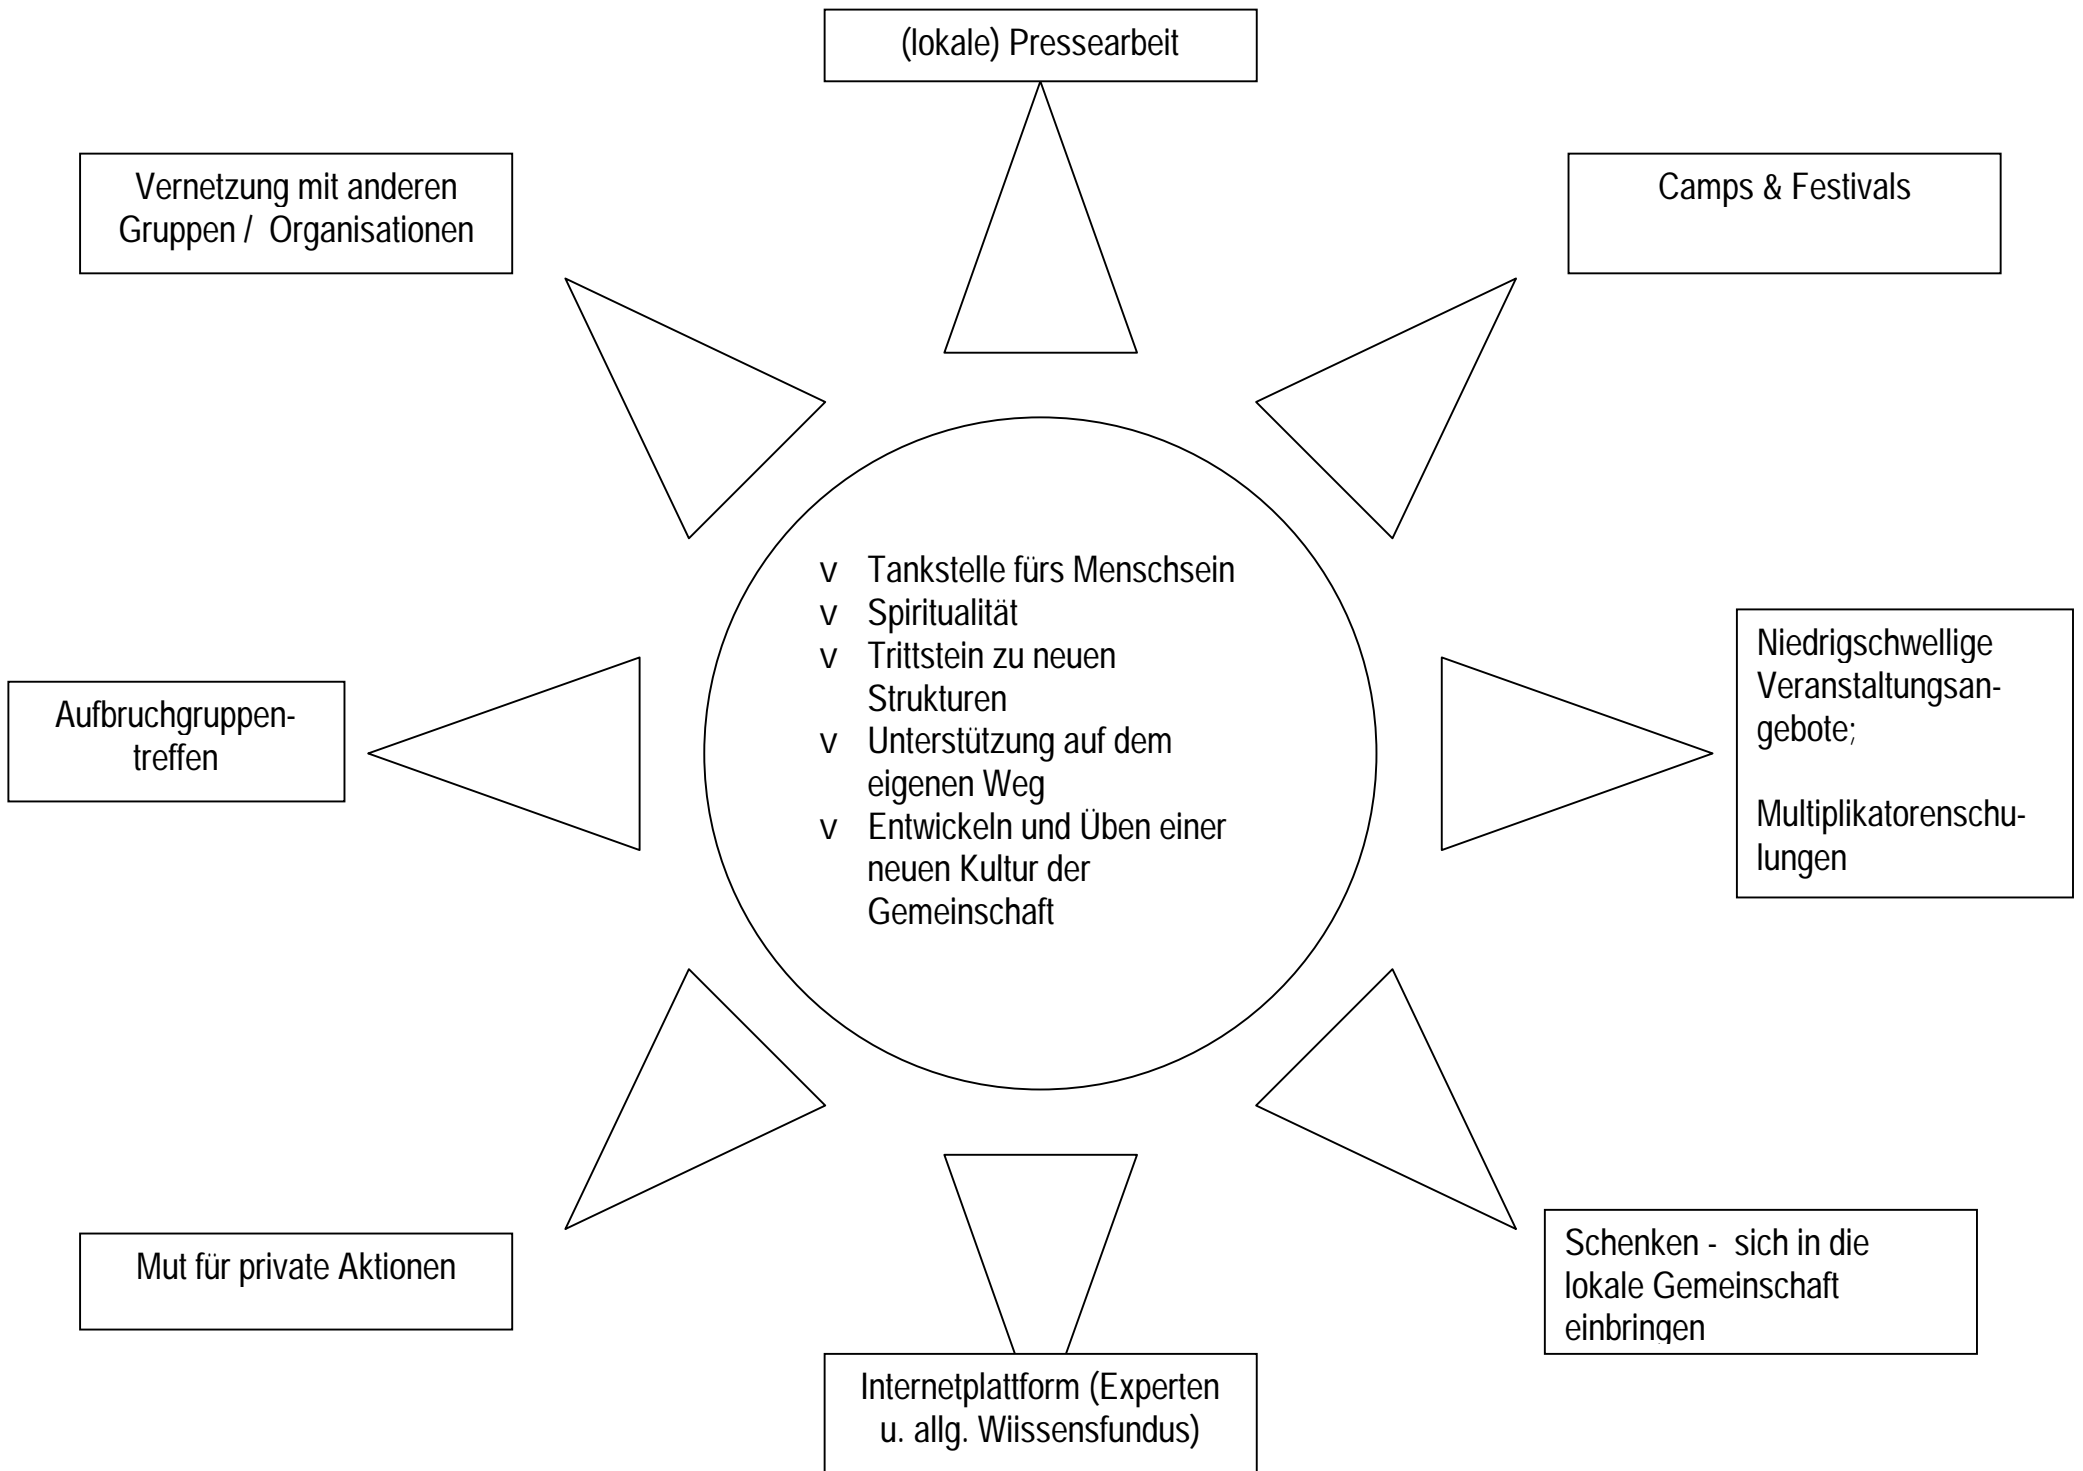 (lokale) Pressearbeit
Vernetzung mit anderen
Gruppen / Organisationen
Camps & Festivals
v Tankstelle fürs Menschsein
v Spiritualität
v Trittstein zu neuen
Strukturen
v Unterstützung auf dem
eigenen Weg
v Entwickeln und Üben einer
neuen Kultur der
Gemeinschaft
Aufbruchgruppen-
treffen
Niedrigschwellige
Veranstaltungsan-
gebote;
Multiplikatorenschu-
lungen
Mut für private Aktionen
Schenken - sich in die
lokale Gemeinschaft
einbringen
Internetplattform (Experten
u. allg. Wiissensfundus)